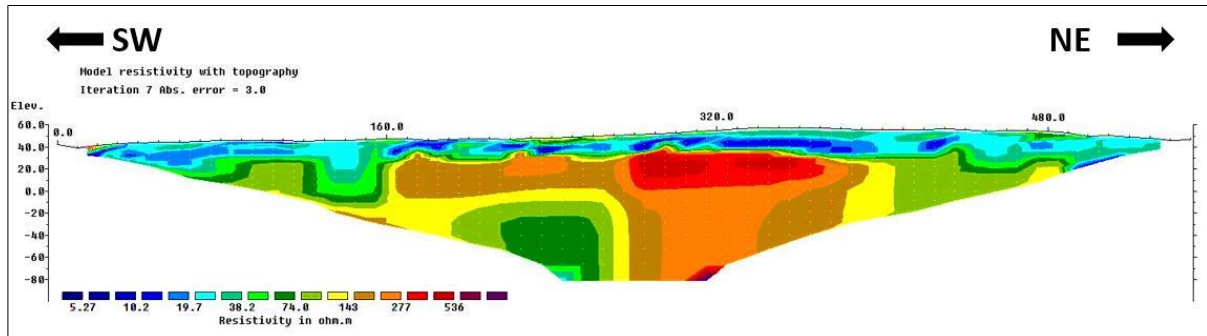 SW NE
Model resistivity with topography
Iteration 7 Abs. error = 3.0
Elev.
0.0 160.0 320.0 480.0
60.0
40.0
20.0
0.0
-20
-40
-60
-80
5.27 10.2 19.7 38.2 74.0 143 277 536
Resistivity in ohm.m